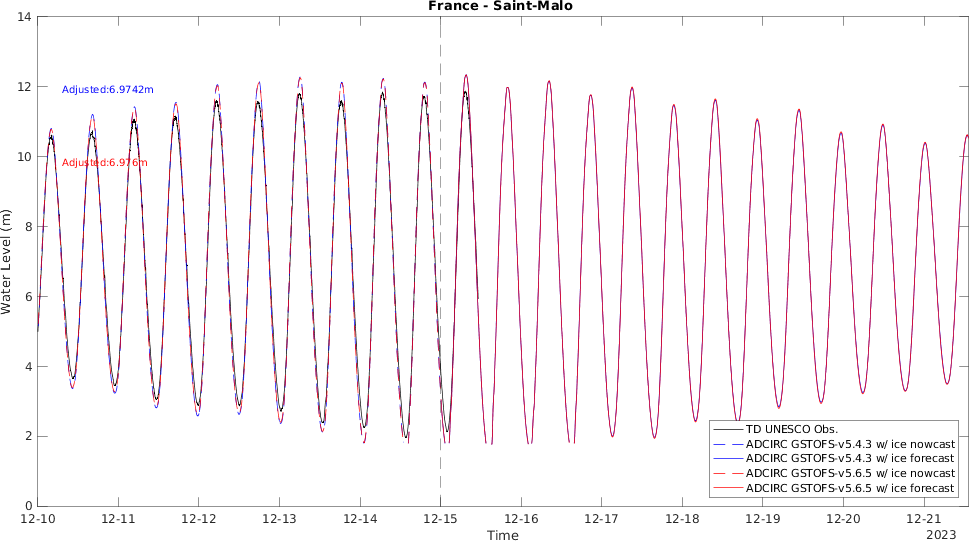 France - Saint-Malo
14
12
10
8
6
4
2
0
Water Level (m)
Adjusted:6.9742m
Adjusted:6.976m
TD UNESCO Obs.
ADCIRC GSTOFS-v5.4.3 w/ ice nowcast
ADCIRC GSTOFS-v5.4.3 w/ ice forecast
ADCIRC GSTOFS-v5.6.5 w/ ice nowcast
ADCIRC GSTOFS-v5.6.5 w/ ice forecast
12-10 12-11 12-12 12-13 12-14 12-15 12-16 12-17 12-18 12-19 12-20 12-21
Time
2023